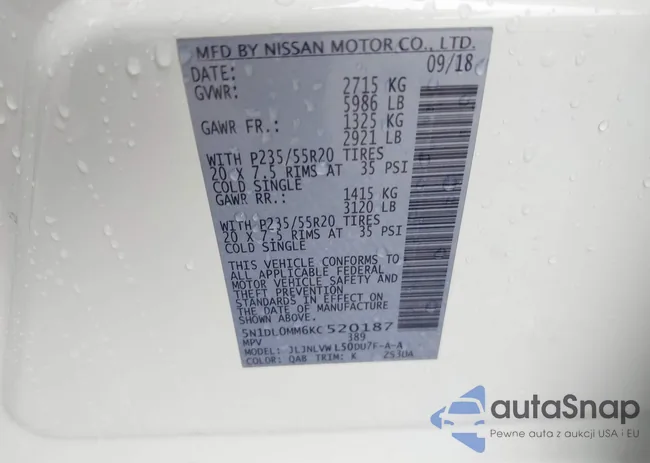 MFD BY NISSAN MOTOR CO., LTD.
DATE: 09/18
GVWR: 2715 KG
5986 LB
GAWR FR.: 1325 KG
2921 LB
WITH P235/55R20 TIRES
20 X 7.5 RIMS AT 35 PSI
COLD SINGLE
GAWR RR.: 1415 KG
3120 LB
WITH P235/55R20 TIRES
20 X 7.5 RIMS AT 35 PSI
COLD SINGLE
THIS VEHICLE CONFORMS TO
ALL APPLICABLE FEDERAL
MOTOR VEHICLE SAFETY AND
THEFT PREVENTION
STANDARDS IN EFFECT ON
THE DATE OF MANUFACTURE
SHOWN ABOVE.
5N1DL0MM6KC520187
MPV 389
MODEL: JLJNLVWL50DU7F-A-A
COLOR: QAB TRIM: K ZS3UA
autaSnap
Pewne auta z aukcji USA i EU